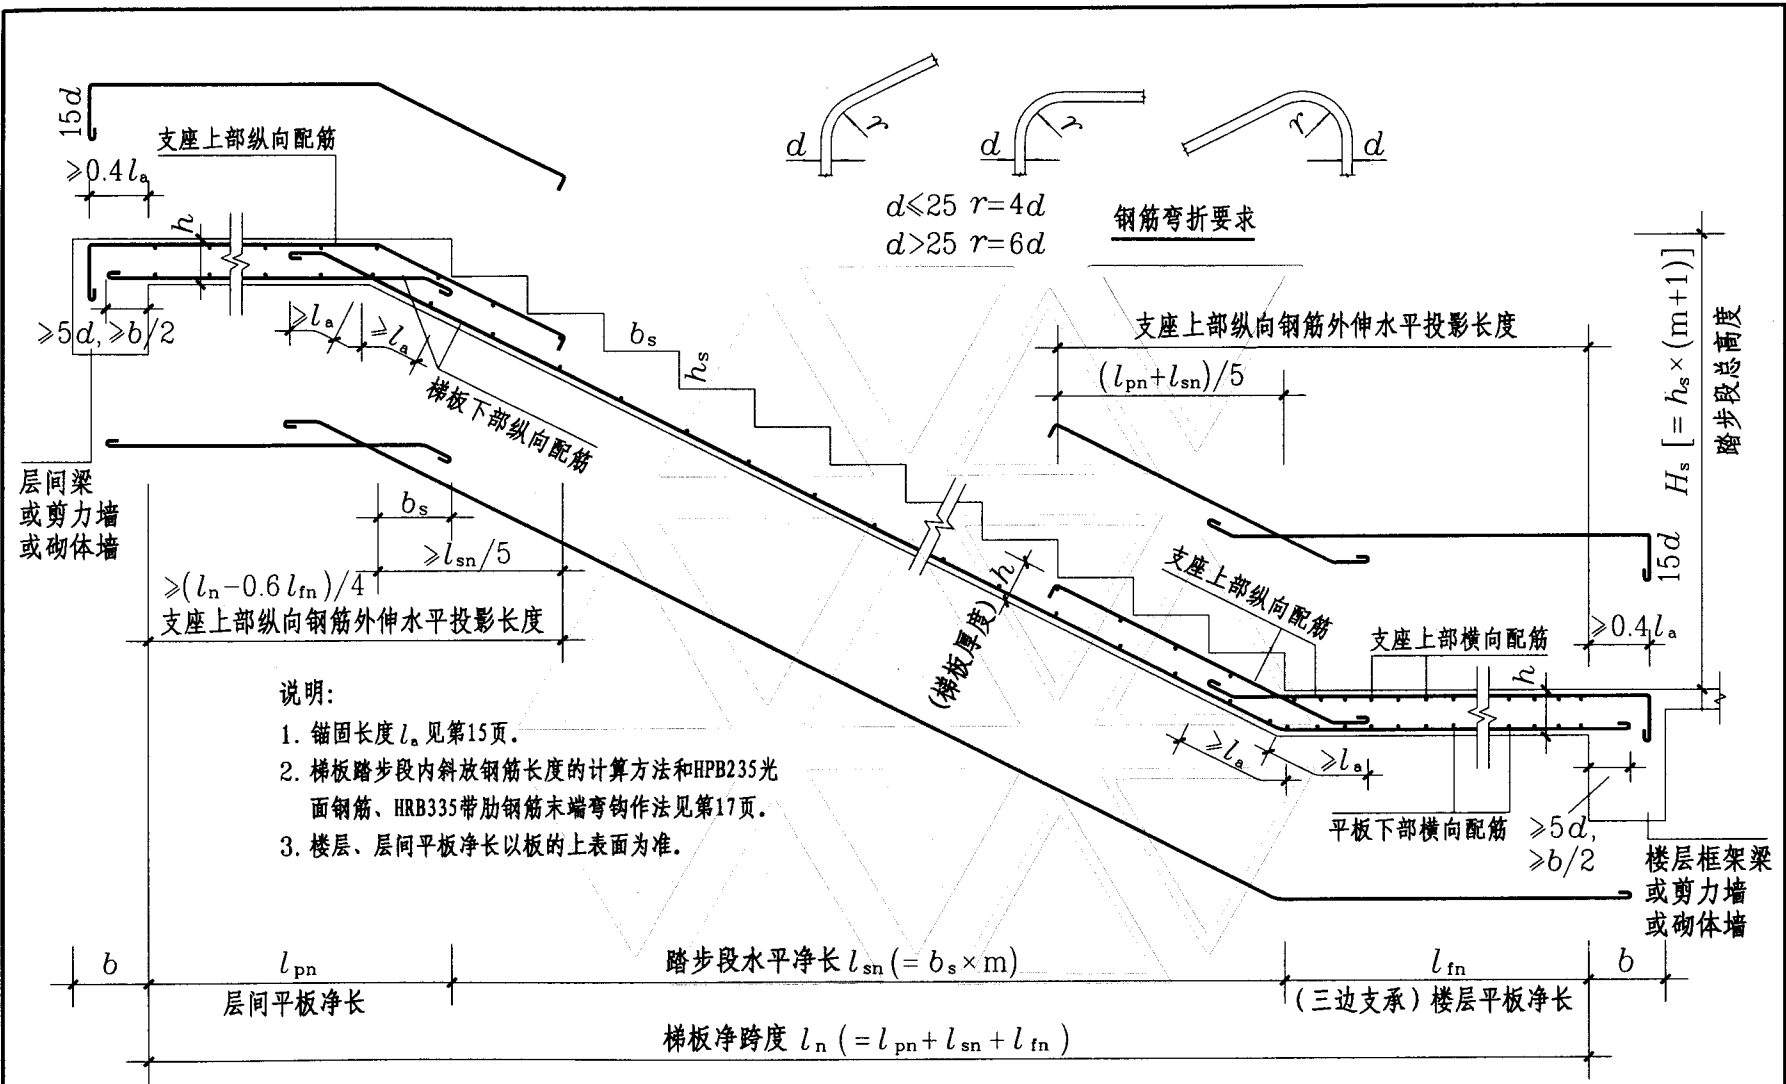 15d
支座上部纵向配筋
≥0.4lₐ
h
d
r
d
r
r
d
d≤25 r=4d
d>25 r=6d
钢筋弯折要求
≥5d, ≥b/2
≥lₐ
≥lₐ
bₛ
hₛ
梯板下部纵向配筋
支座上部纵向钢筋外伸水平投影长度
(lpn+lsn)/5
Hₛ[=hₛ×(m+1)]
踏步段总高度
层间梁
或剪力墙
或砌体墙
bₛ
≥lsn/5
≥(ln-0.6lfn)/4
支座上部纵向钢筋外伸水平投影长度
h
(梯板厚度)
支座上部纵向配筋
15d
≥0.4lₐ
支座上部横向配筋
h
≥lₐ
≥lₐ
平板下部横向配筋
≥5d,
≥b/2
楼层框架梁
或剪力墙
或砌体墙
说明:
1. 锚固长度lₐ见第15页。
2. 梯板踏步段内斜放钢筋长度的计算方法和HPB235光
面钢筋、HRB335带肋钢筋末端弯钩作法见第17页。
3. 楼层、层间平板净长以板的上表面为准。
b
lpn
层间平板净长
踏步段水平净长 lsn(=bₛ×m)
lfn
(三边支承)楼层平板净长
b
梯板净跨度 ln(=lpn+lsn+lfn)